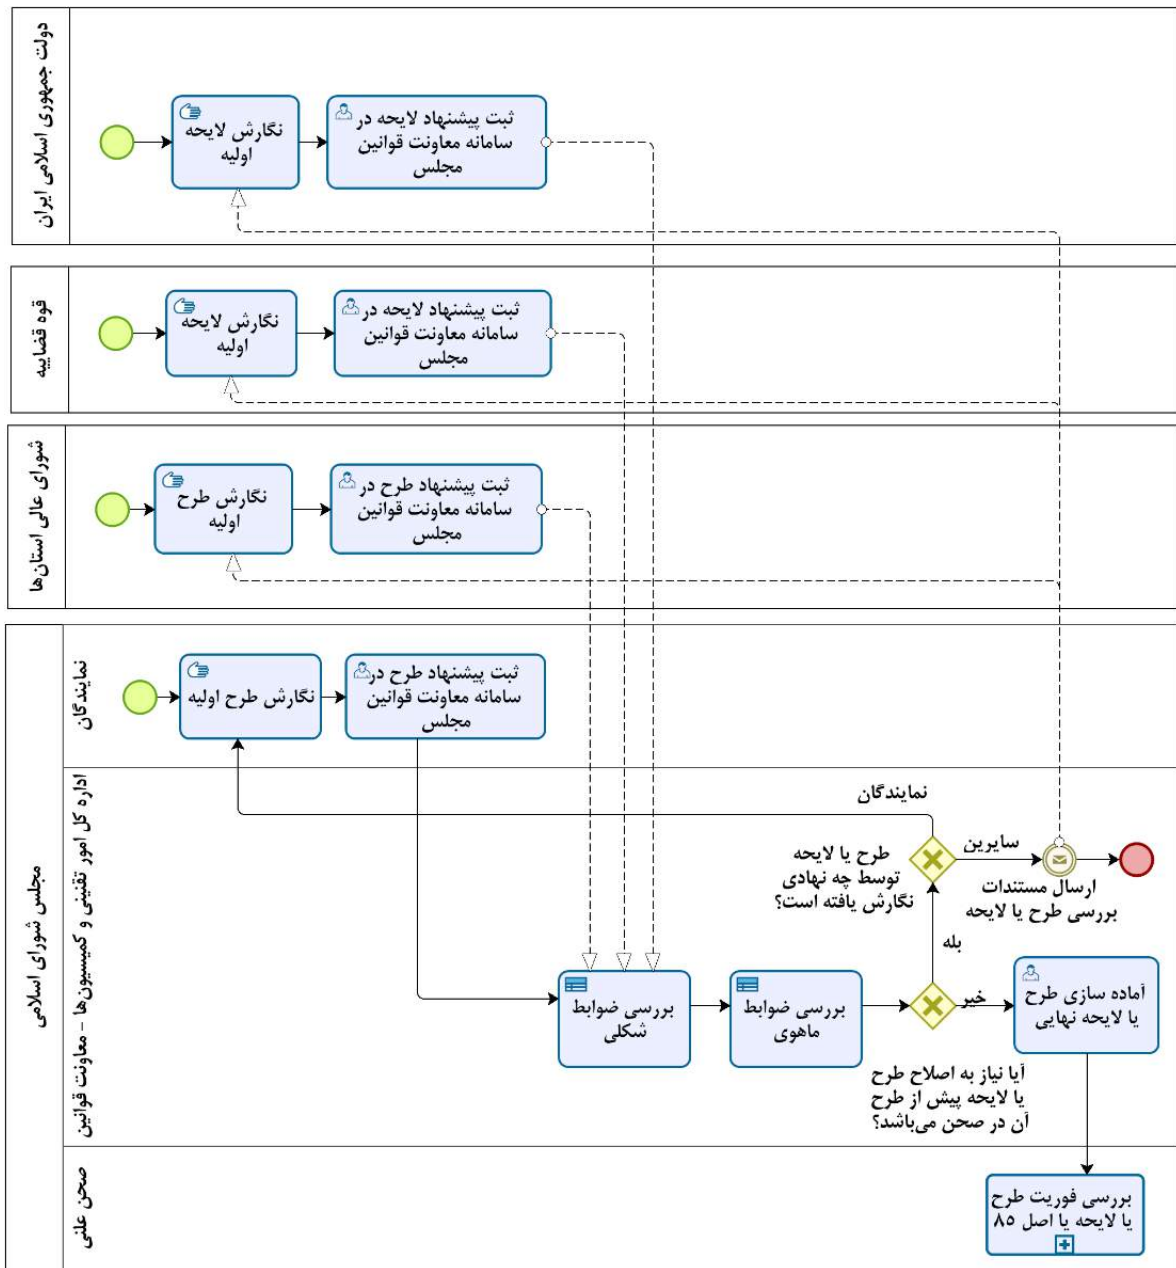 دولت جمهوری اسلامی ایران
نگارش لایحه
اولیه
ثبت پیشنهاد لایحه در
سامانه معاونت قوانین
مجلس
قوه قضاییه
نگارش لایحه
اولیه
ثبت پیشنهاد لایحه در
سامانه معاونت قوانین
مجلس
شورای عالی استان‌ها
نگارش طرح
اولیه
ثبت پیشنهاد طرح در
سامانه معاونت قوانین
مجلس
مجلس شورای اسلامی
نمایندگان
نگارش طرح اولیه
ثبت پیشنهاد طرح در
سامانه معاونت قوانین
مجلس
اداره کل امور تقنینی و کمیسیون‌ها - معاونت قوانین
نمایندگان
طرح یا لایحه
توسط چه نهادی
نگارش یافته است؟
سایرین
ارسال مستندات
بررسی طرح یا لایحه
بله
بررسی ضوابط
شکلی
بررسی ضوابط
ماهوی
خیر
آماده سازی طرح
یا لایحه نهایی
آیا نیاز به اصلاح طرح
یا لایحه پیش از طرح
آن در صحن می‌باشد؟
صحن علنی
بررسی فوریت طرح
یا لایحه یا اصل ۸۵